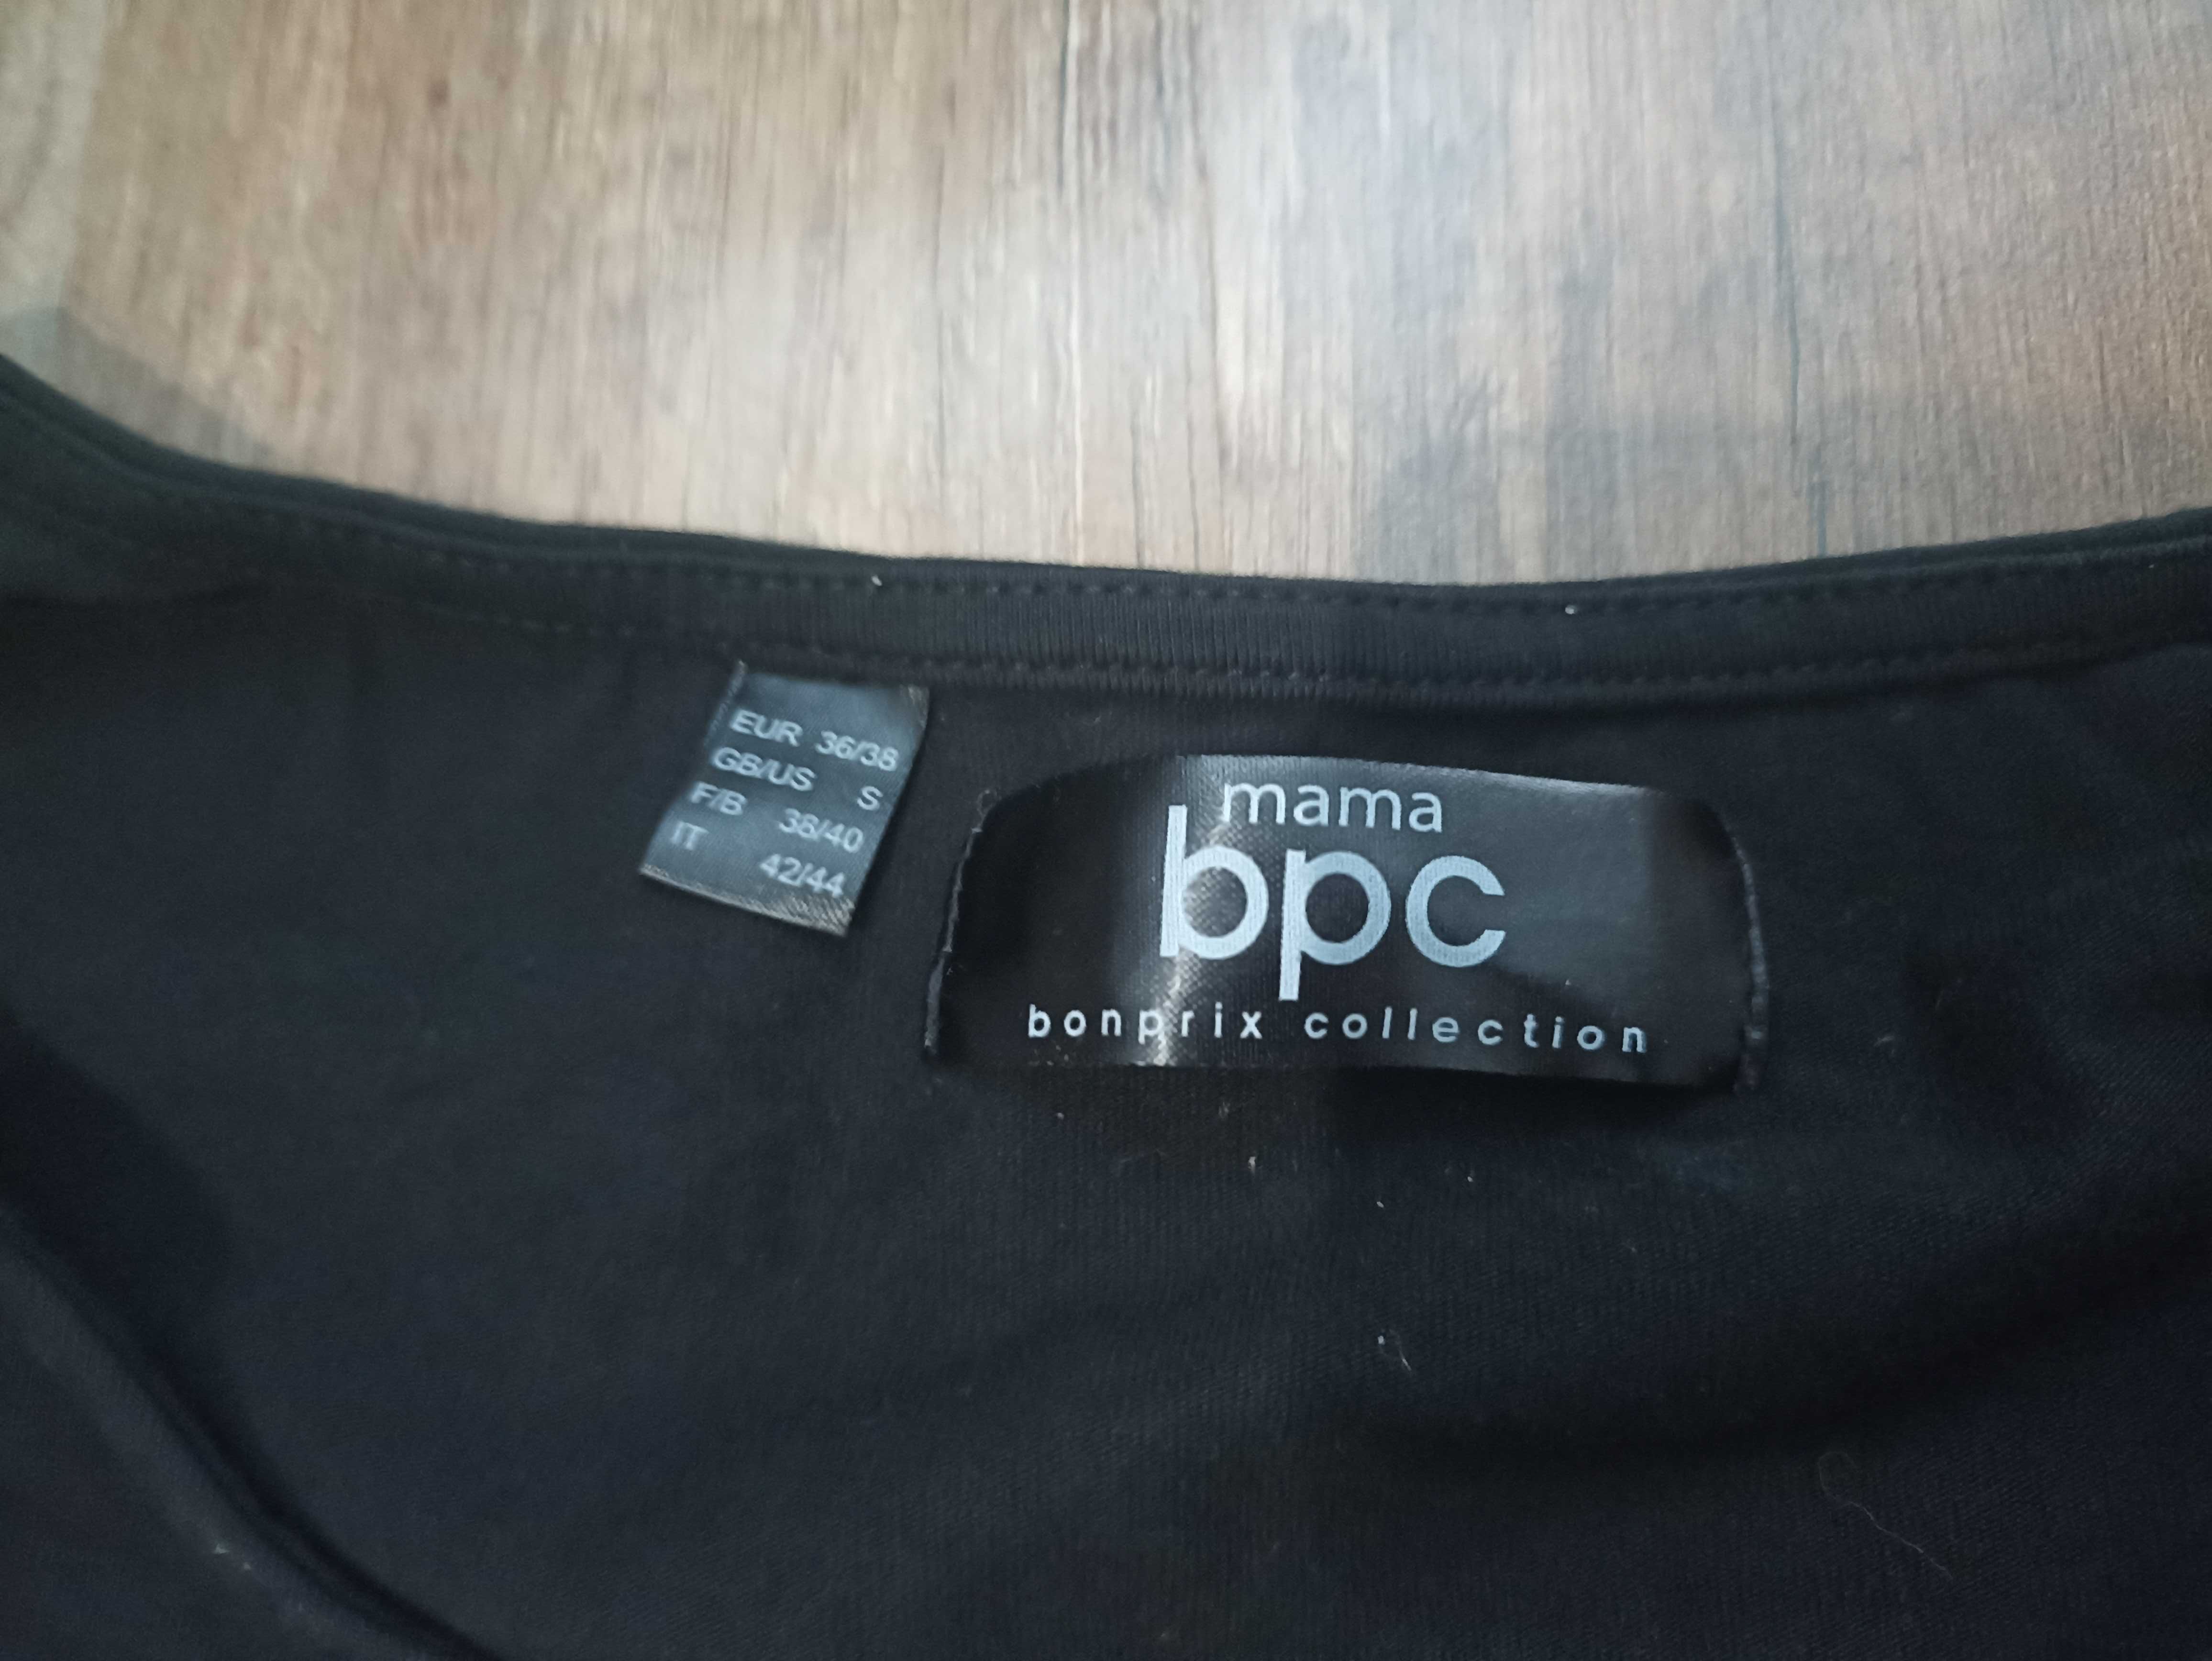 EUR 36/38
GB/US S
F/B 38/40
IT 42/44
mama
bpc
bonprix collection